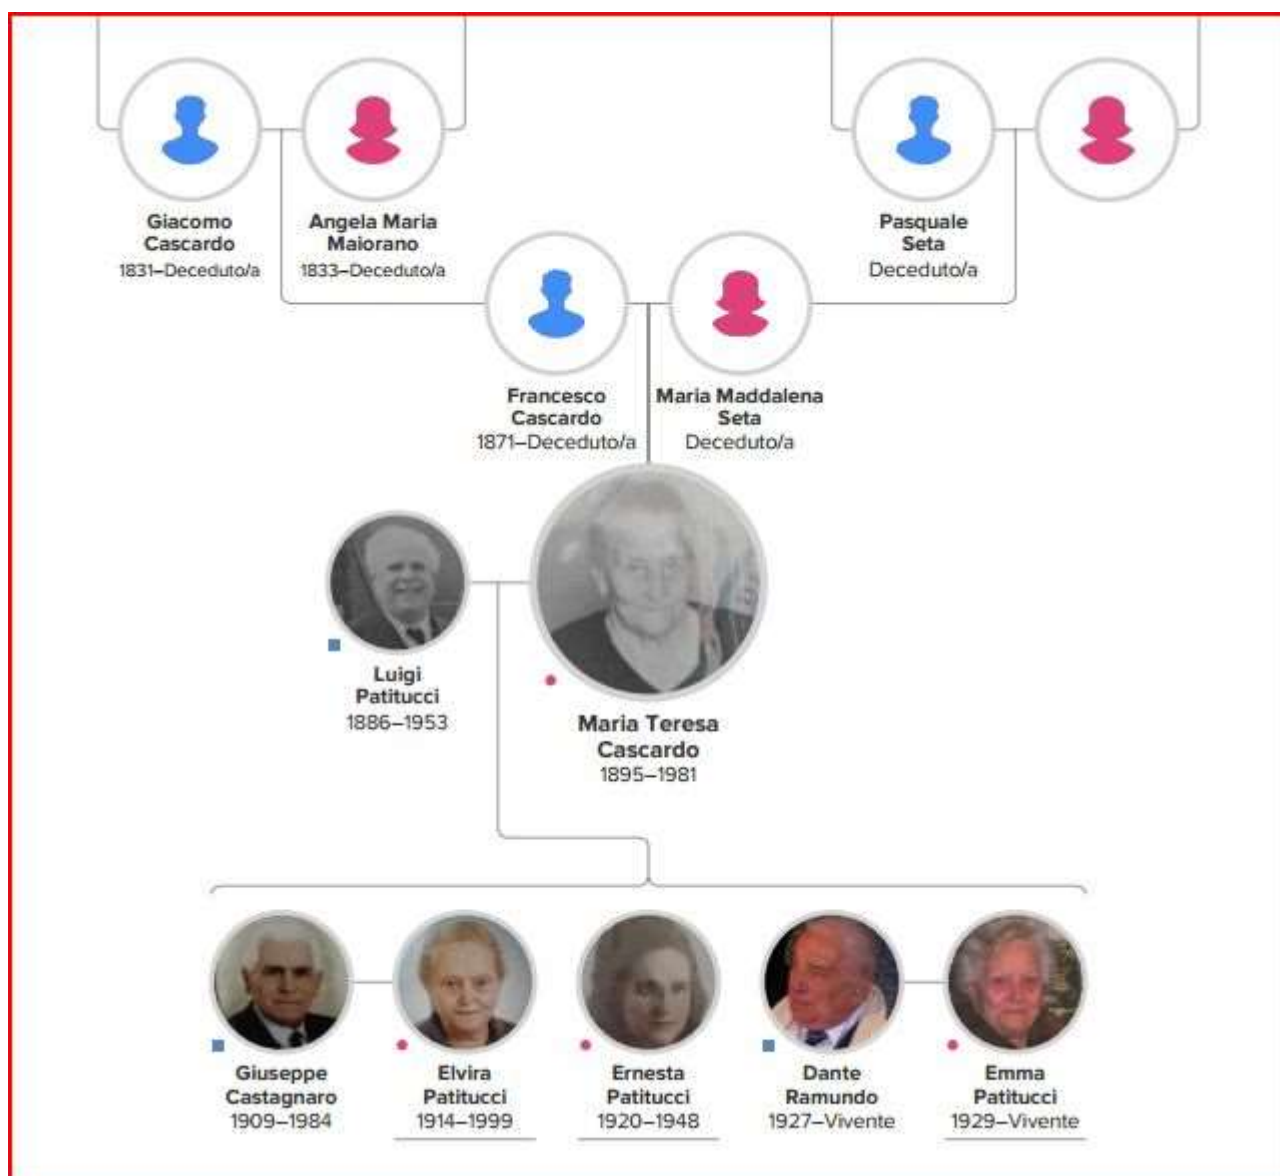 Giacomo
Cascardo
1831–Deceduto/a
Angela Maria
Maiorano
1833–Deceduto/a
Pasquale
Seta
Deceduto/a
Francesco
Cascardo
1871–Deceduto/a
Maria Maddalena
Seta
Deceduto/a
Luigi
Patitucci
1886–1953
Maria Teresa
Cascardo
1895–1981
Giuseppe
Castagnaro
1909–1984
Elvira
Patitucci
1914–1999
Ernesta
Patitucci
1920–1948
Dante
Ramundo
1927–Vivente
Emma
Patitucci
1929–Vivente